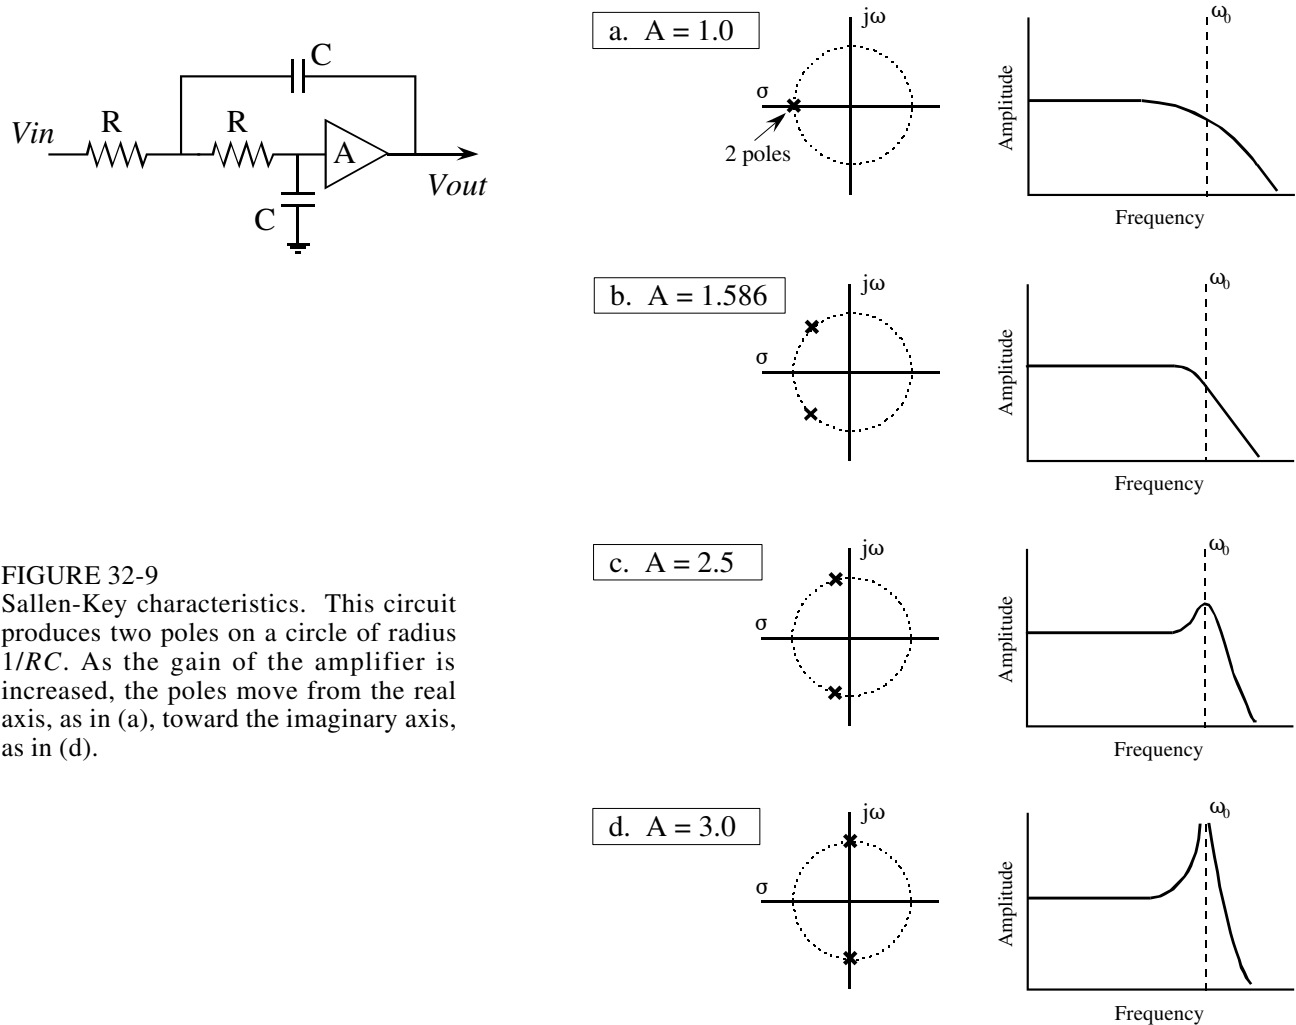 C
R
R
Vin
A
Vout
C
FIGURE 32-9
Sallen-Key characteristics. This circuit
produces two poles on a circle of radius
1/RC. As the gain of the amplifier is
increased, the poles move from the real
axis, as in (a), toward the imaginary axis,
as in (d).
a. A = 1.0
jω
σ
2 poles
ω0
Amplitude
Frequency
b. A = 1.586
jω
σ
ω0
Amplitude
Frequency
c. A = 2.5
jω
σ
ω0
Amplitude
Frequency
d. A = 3.0
jω
σ
ω0
Amplitude
Frequency